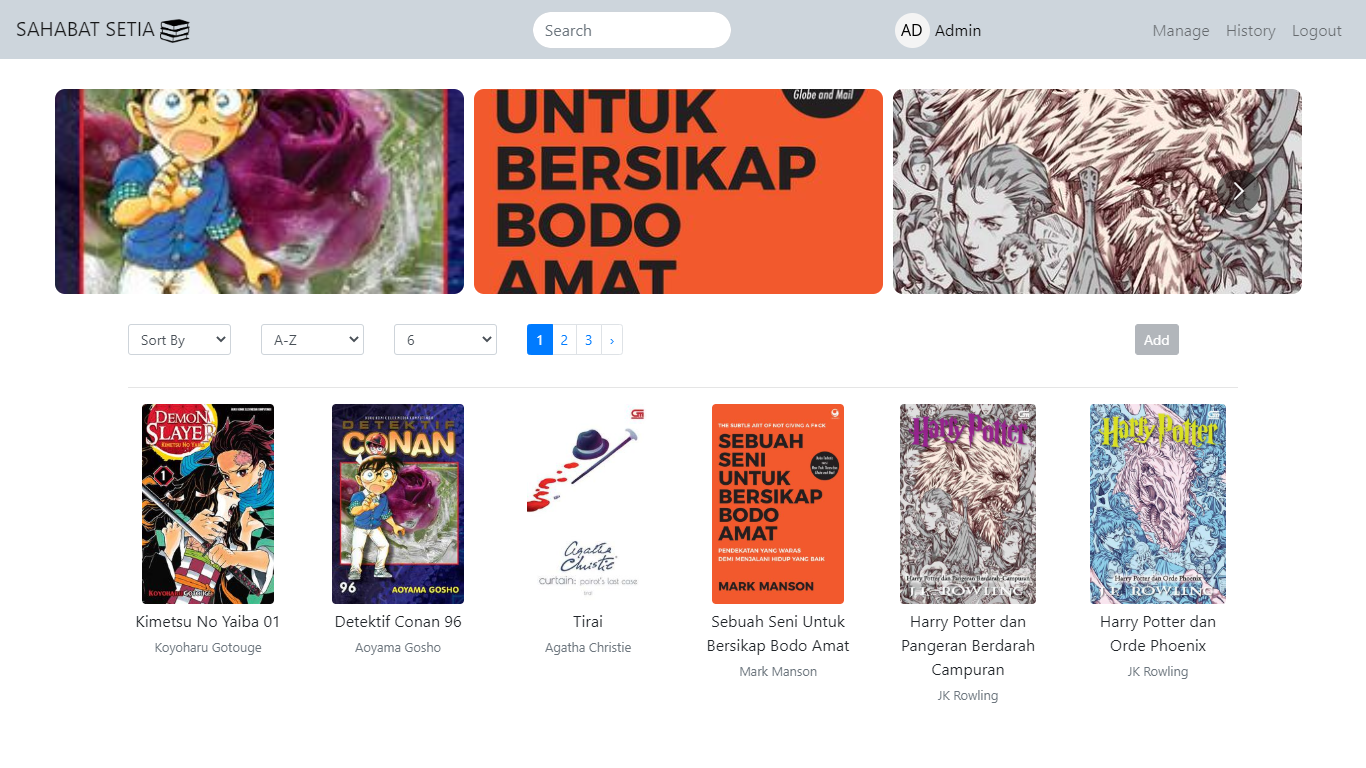 SAHABAT SETIA
Search
AD Admin
Manage History Logout
Globe and Mail
UNTUK
BERSIKAP
BODO
AMAT
Sort By
A-Z
6
1 2 3 ›
Add
DEMON
SLAYER
KIMETSU NO YAIBA
1
KOYOHARU GOTOUGE
DETEKTIF
CONAN
96
AOYAMA GOSHO
Agatha
Christie
curtain: poirot's last case
THE SUBTLE ART OF NOT GIVING A F*CK
SEBUAH
SENI
UNTUK
BERSIKAP
BODO
AMAT
PENDEKATAN YANG WARAS
DEMI MENJALANI HIDUP YANG BAIK
MARK MANSON
Harry Potter
Harry Potter dan Pangeran Berdarah-Campuran
J.K. ROWLING
Harry Potter
Harry Potter dan Orde Phoenix
J.K. ROWLING
Kimetsu No Yaiba 01
Koyoharu Gotouge
Detektif Conan 96
Aoyama Gosho
Tirai
Agatha Christie
Sebuah Seni Untuk
Bersikap Bodo Amat
Mark Manson
Harry Potter dan
Pangeran Berdarah
Campuran
JK Rowling
Harry Potter dan
Orde Phoenix
JK Rowling